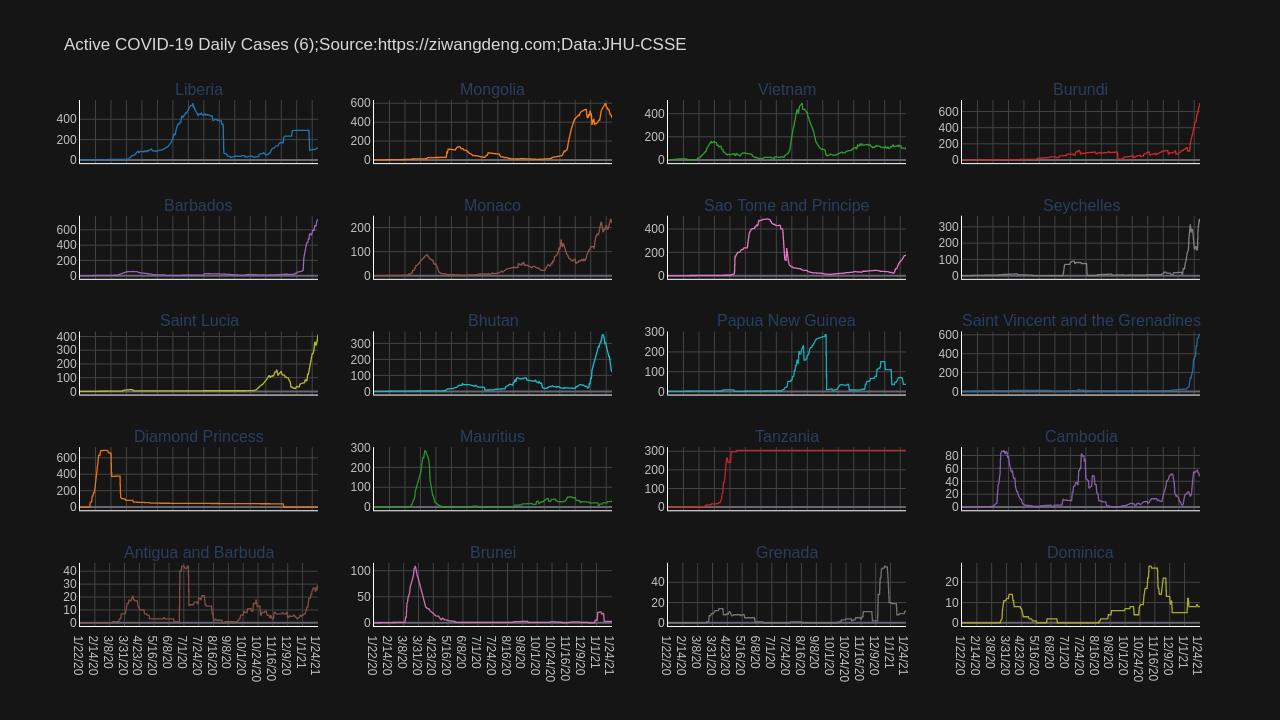 Active COVID-19 Daily Cases (6);Source:https://ziwangdeng.com;Data:JHU-CSSE
Liberia Mongolia Vietnam Burundi
400 200 0
600 400 200 0
400 200 0
600 400 200 0
Barbados Monaco Sao Tome and Principe Seychelles
600 400 200 0
200 100 0
400 200 0
300 200 100 0
Saint Lucia Bhutan Papua New Guinea Saint Vincent and the Grenadines
400 300 200 100 0
300 200 100 0
300 200 100 0
600 400 200 0
Diamond Princess Mauritius Tanzania Cambodia
600 400 200 0
300 200 100 0
300 200 100 0
80 60 40 20 0
Antigua and Barbuda Brunei Grenada Dominica
40 30 20 10 0
100 50 0
40 20 0
20 10 0
1/22/20 2/14/20 3/8/20 3/31/20 4/23/20 5/16/20 6/8/20 7/1/20 7/24/20 8/16/20 9/8/20 10/1/20 10/24/20 11/16/20 12/9/20 1/1/21 1/24/21
1/22/20 2/14/20 3/8/20 3/31/20 4/23/20 5/16/20 6/8/20 7/1/20 7/24/20 8/16/20 9/8/20 10/1/20 10/24/20 11/16/20 12/9/20 1/1/21 1/24/21
1/22/20 2/14/20 3/8/20 3/31/20 4/23/20 5/16/20 6/8/20 7/1/20 7/24/20 8/16/20 9/8/20 10/1/20 10/24/20 11/16/20 12/9/20 1/1/21 1/24/21
1/22/20 2/14/20 3/8/20 3/31/20 4/23/20 5/16/20 6/8/20 7/1/20 7/24/20 8/16/20 9/8/20 10/1/20 10/24/20 11/16/20 12/9/20 1/1/21 1/24/21